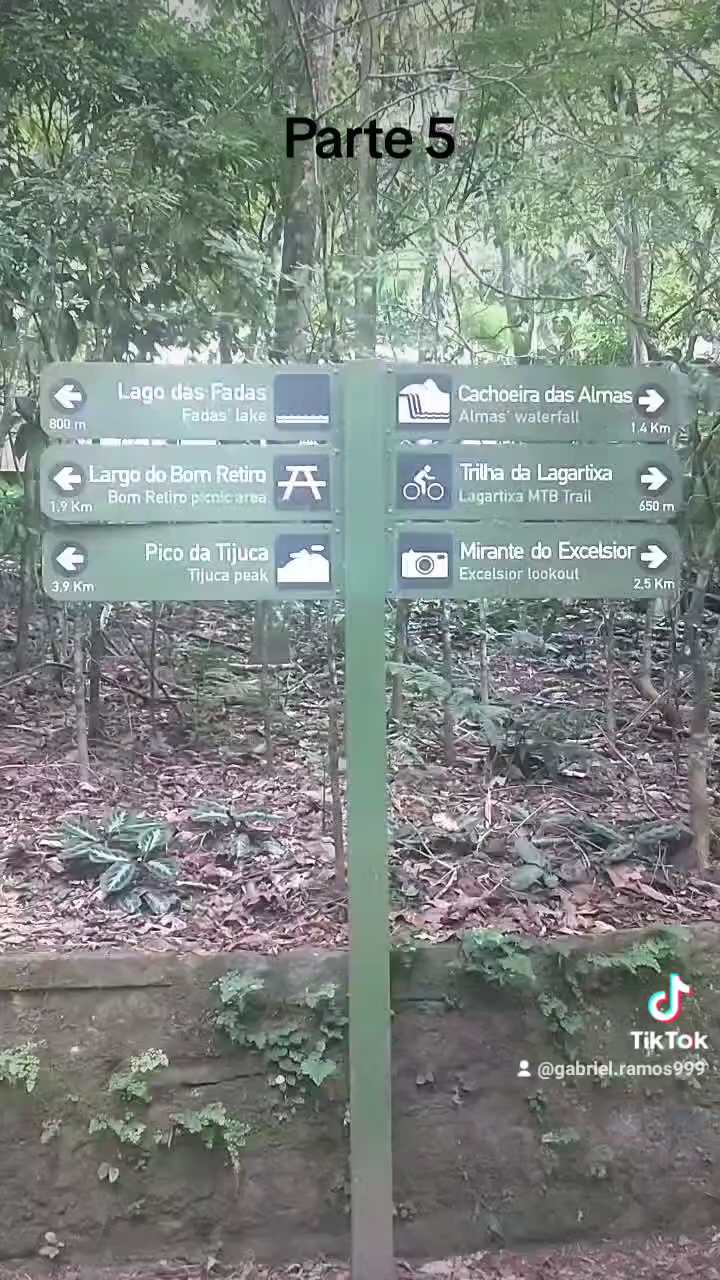 Parte 5
Lago das Fadas
Fadas' lake
800 m
Largo do Bom Retiro
Bom Retiro picnic area
1.9 Km
Pico da Tijuca
Tijuca peak
3,9 Km
Cachoeira das Almas
Almas' waterfall
1.4 Km
Trilha da Lagartixa
Lagartixa MTB Trail
650 m
Mirante do Excelsior
Excelsior lookout
2,5 Km
TikTok
@gabriel.ramos999